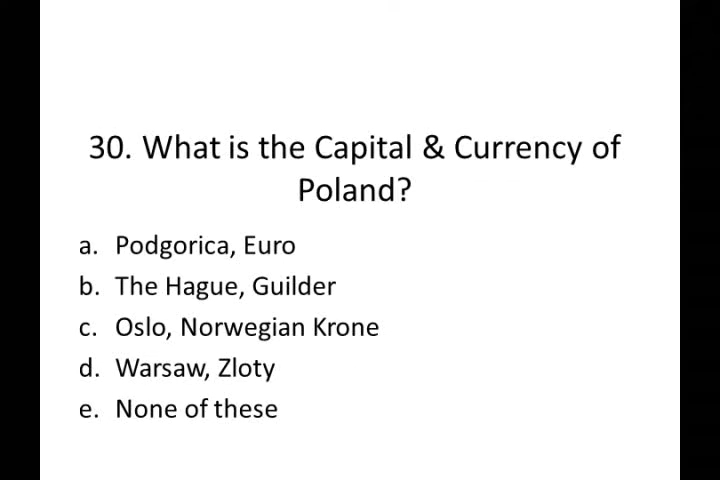 30. What is the Capital & Currency of
Poland?
a. Podgorica, Euro
b. The Hague, Guilder
c. Oslo, Norwegian Krone
d. Warsaw, Zloty
e. None of these